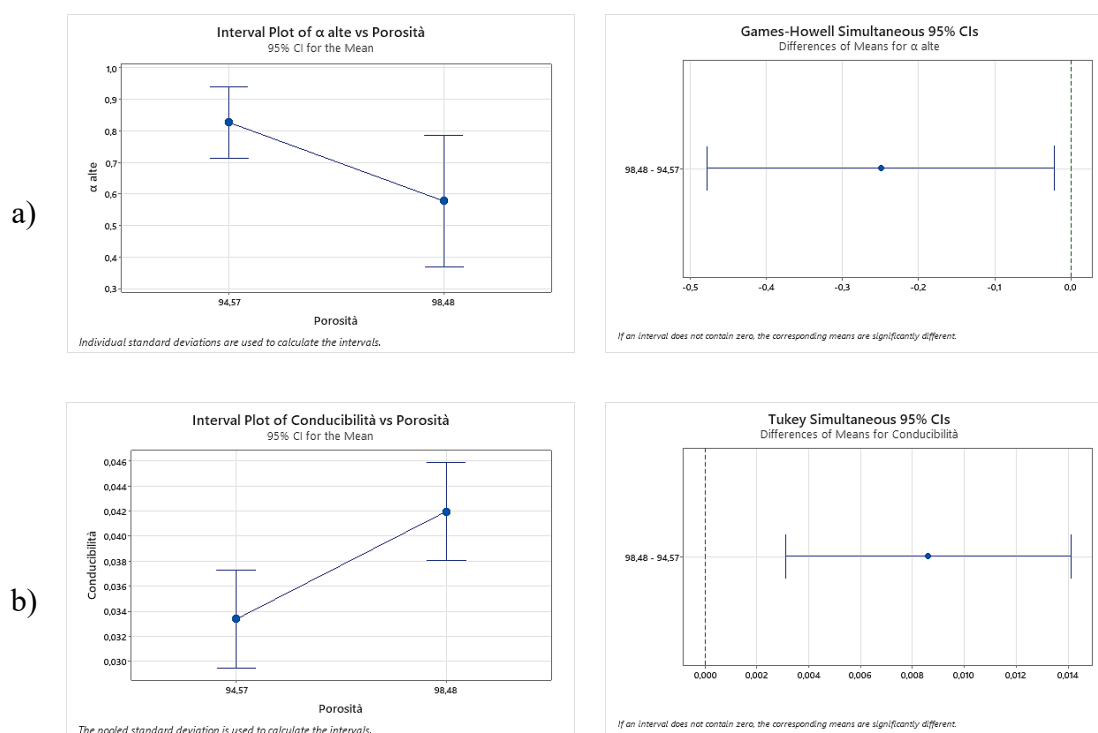 a)
Interval Plot of α alte vs Porosità
95% CI for the Mean
α alte
1,0
0,9
0,8
0,7
0,6
0,5
0,4
0,3
94,57
98,48
Porosità
Individual standard deviations are used to calculate the intervals.
Games-Howell Simultaneous 95% CIs
Differences of Means for α alte
98,48 - 94,57
-0,5
-0,4
-0,3
-0,2
-0,1
0,0
If an interval does not contain zero, the corresponding means are significantly different.
b)
Interval Plot of Conducibilità vs Porosità
95% CI for the Mean
Conducibilità
0,046
0,044
0,042
0,040
0,038
0,036
0,034
0,032
0,030
94,57
98,48
Porosità
The pooled standard deviation is used to calculate the intervals.
Tukey Simultaneous 95% CIs
Differences of Means for Conducibilità
98,48 - 94,57
0,000
0,002
0,004
0,006
0,008
0,010
0,012
0,014
If an interval does not contain zero, the corresponding means are significantly different.